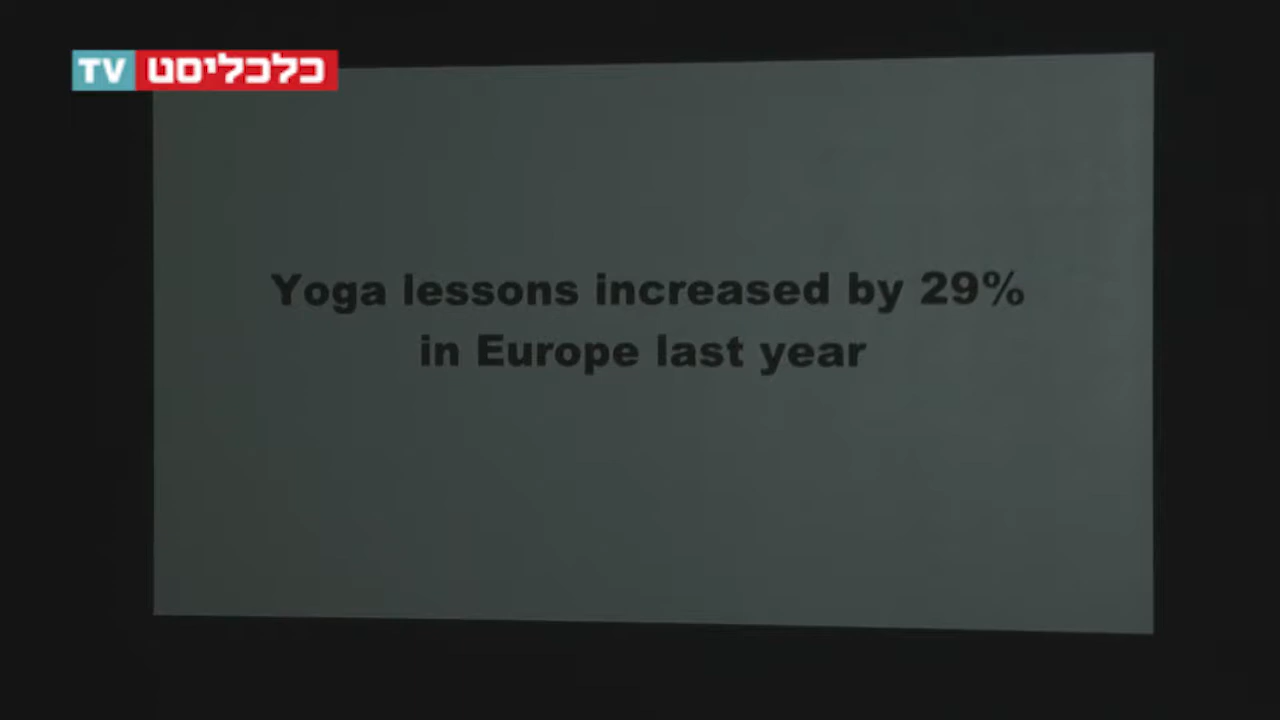 TV כלכליסט
Yoga lessons increased by 29%
in Europe last year